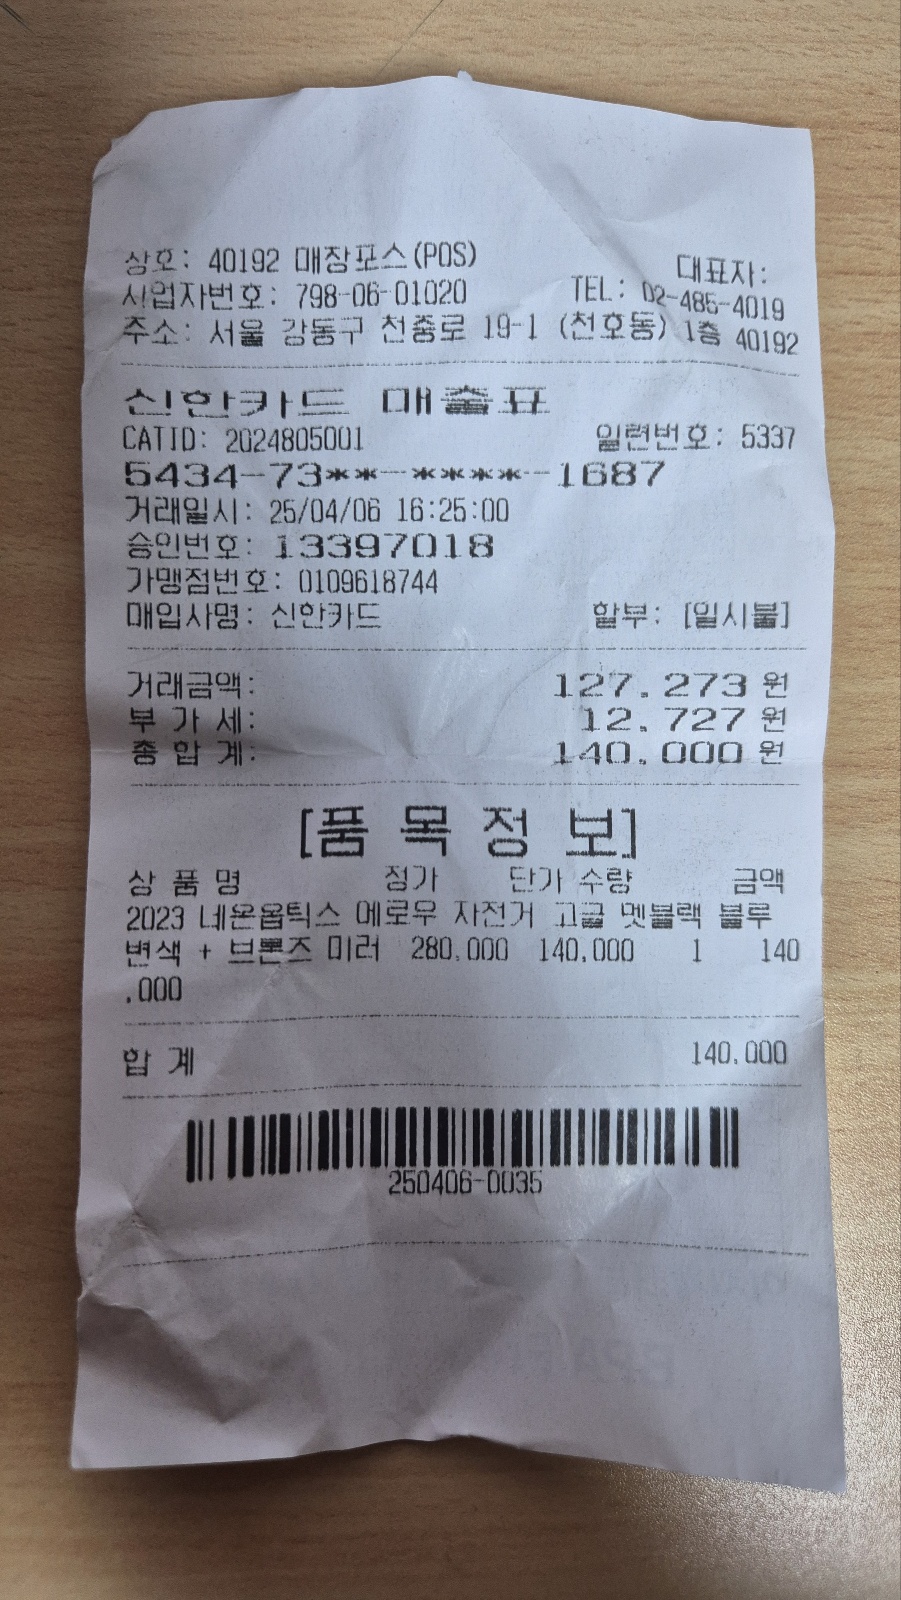 상호: 40192 매장포스(POS) 대표자:
사업자번호: 798-06-01020 TEL: 02-485-4019
주소: 서울 강동구 천중로 19-1 (천호동) 1층 40192
신한카드 매출표
CATID: 2024805001 일련번호: 5337
5434-73**-****-1687
거래일시: 25/04/06 16:25:00
승인번호: 13397018
가맹점번호: 0109618744
매입사명: 신한카드 할부: [일시불]
거래금액: 127,273 원
부 가 세: 12,727 원
총 합 계: 140,000 원
[품 목 정 보]
상 품 명 정가 단가 수량 금액
2023 네온옵틱스 에로우 자전거 고글 멧블랙 블루
변색 + 브론즈 미러 280,000 140,000 1 140
,000
합 계 140,000
250406-0035